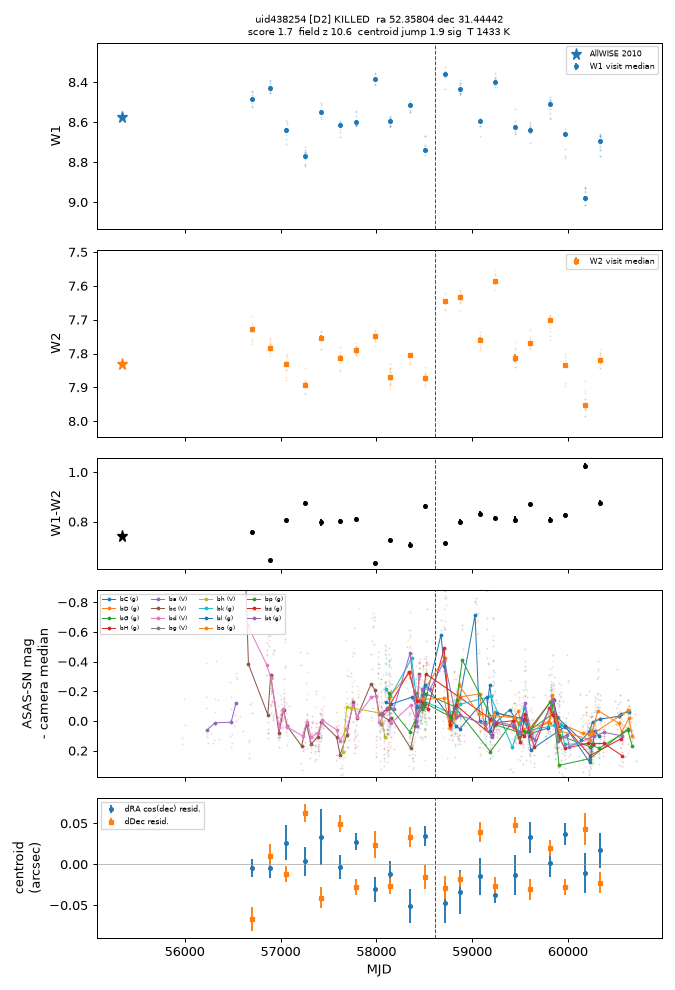 uid438254 [D2] KILLED ra 52.35804 dec 31.44442
score 1.7 field z 10.6 centroid jump 1.9 sig T 1433 K
AllWISE 2010
W1 visit median
8.4
8.6
8.8
9.0
W1
W2 visit median
7.5
7.6
7.7
7.8
7.9
8.0
W2
1.0
0.8
W1-W2
bC (g)
bD (g)
bG (g)
bH (g)
ba (V)
bc (V)
bd (V)
bg (V)
bh (V)
bk (g)
bl (g)
bo (g)
bp (g)
bs (g)
bt (g)
−0.8
−0.6
−0.4
−0.2
0.0
0.2
ASAS-SN mag
- camera median
dRA cos(dec) resid.
dDec resid.
0.05
0.00
−0.05
centroid
(arcsec)
56000 57000 58000 59000 60000
MJD